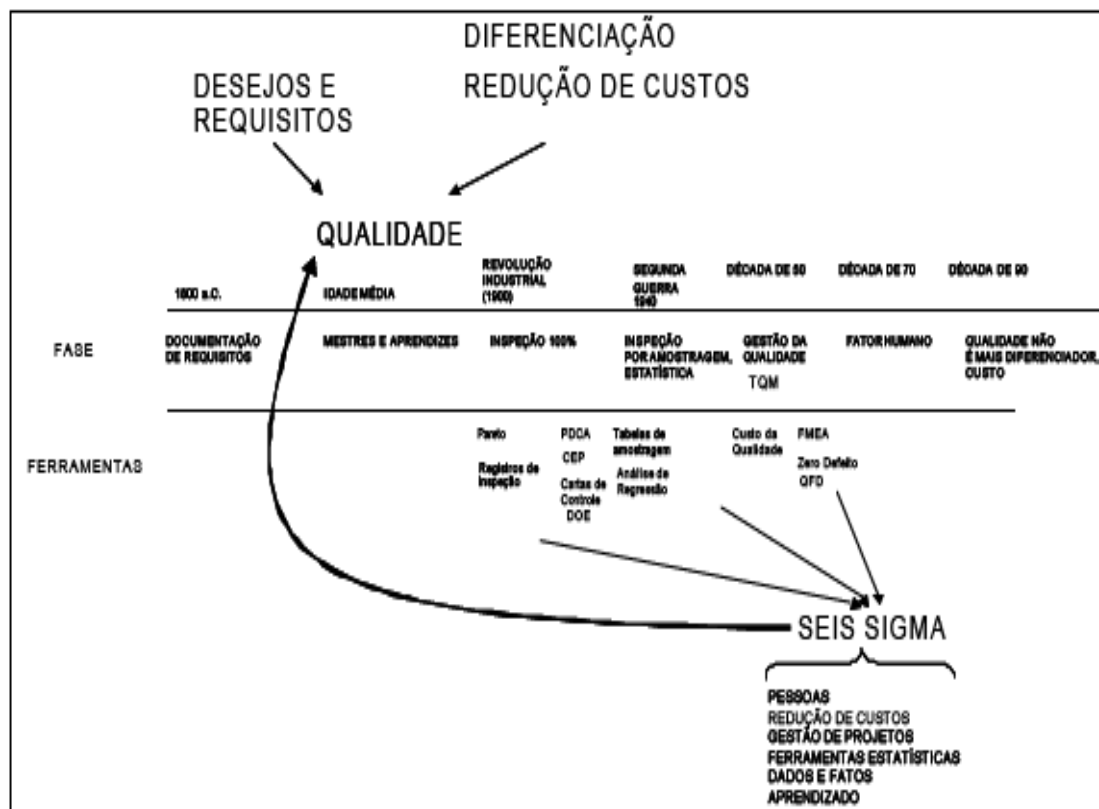 DIFERENCIAÇÃO
REDUÇÃO DE CUSTOS
DESEJOS E
REQUISITOS
QUALIDADE
1800 a.C.
IDADE MÉDIA
REVOLUÇÃO
INDUSTRIAL
(1900)
SEGUNDA
GUERRA
1940
DÉCADA DE 50
DÉCADA DE 70
DÉCADA DE 90
FASE
DOCUMENTAÇÃO
DE REQUISITOS
MESTRES E APRENDIZES
INSPEÇÃO 100%
INSPEÇÃO
POR AMOSTRAGEM,
ESTATÍSTICA
GESTÃO DA
QUALIDADE
TQM
FATOR HUMANO
QUALIDADE NÃO
É MAIS DIFERENCIADOR,
CUSTO
FERRAMENTAS
Pareto
Registros de
Inspeção
PDCA
CEP
Cartas de
Controle
DOE
Tabelas de
amostragem
Análise de
Regressão
Custo da
Qualidade
FMEA
Zero Defeito
QFD
SEIS SIGMA
PESSOAS
REDUÇÃO DE CUSTOS
GESTÃO DE PROJETOS
FERRAMENTAS ESTATÍSTICAS
DADOS E FATOS
APRENDIZADO